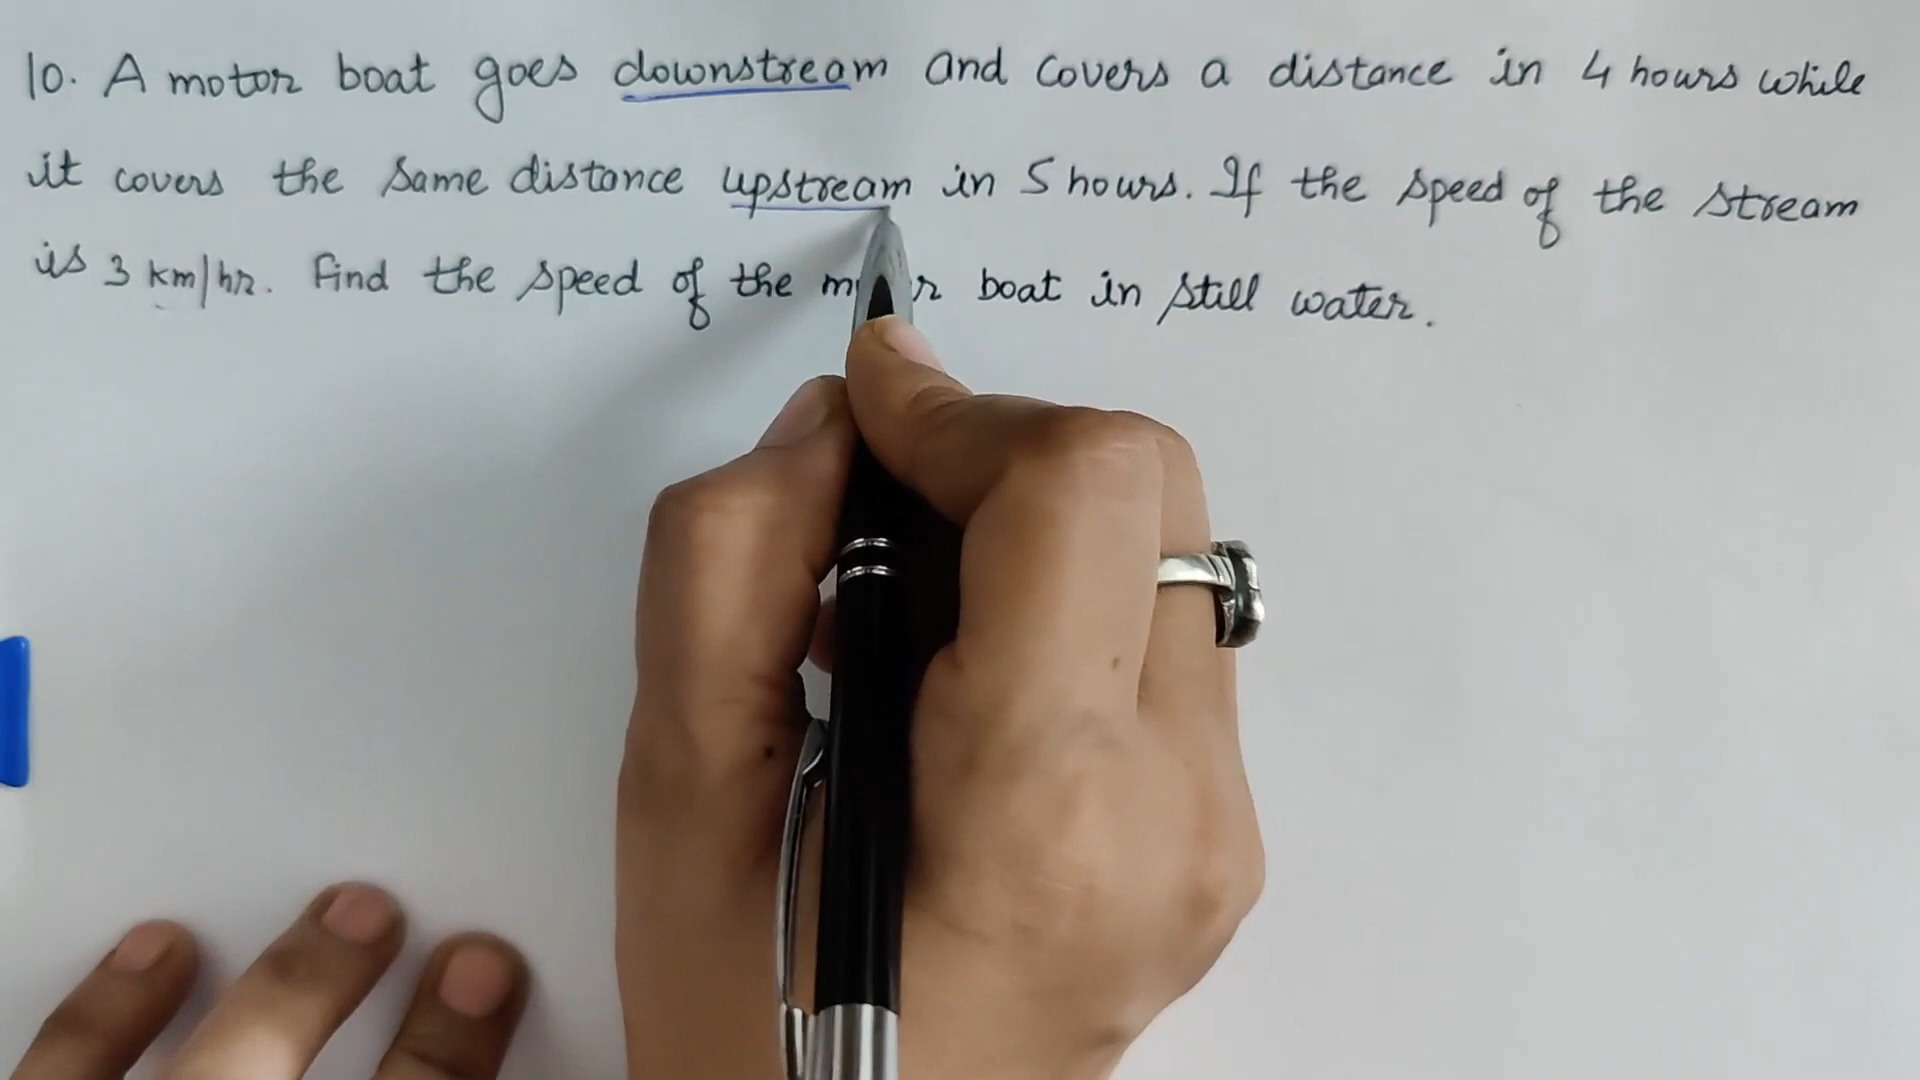 10. A motor boat goes downstream and covers a distance in 4 hours while
it covers the same distance upstream in 5 hours. If the speed of the stream
is 3 km/hr. Find the speed of the boat in still water.